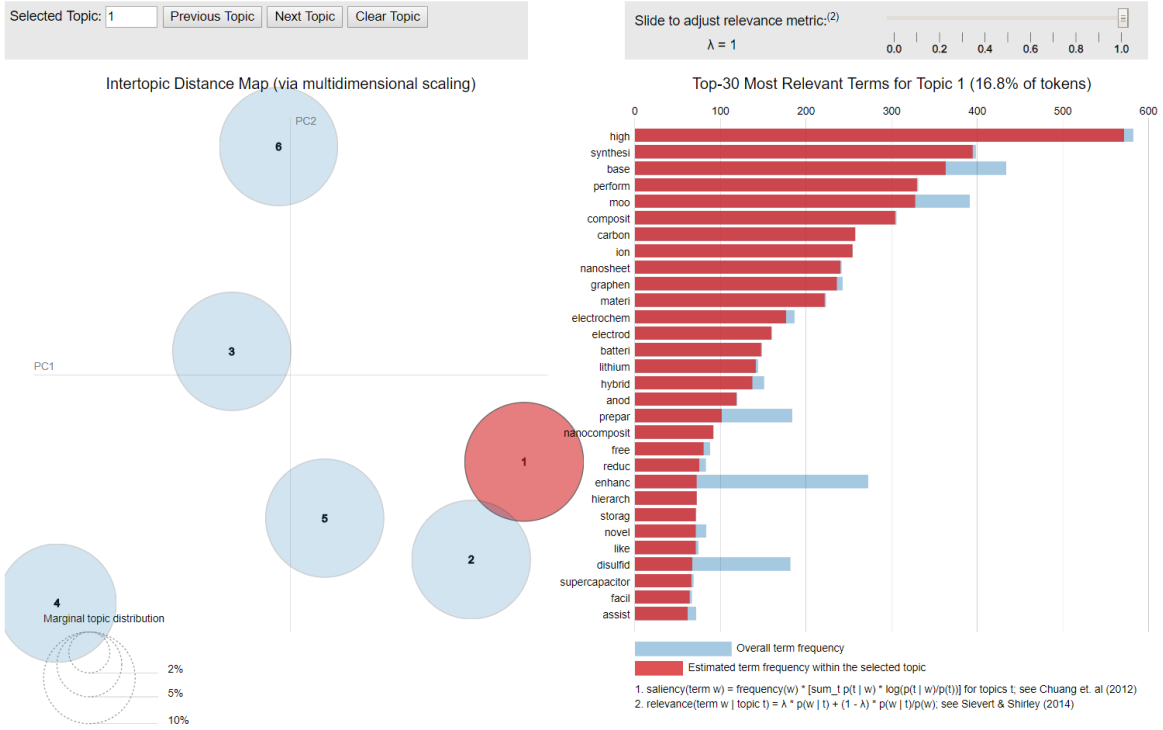 Selected Topic: 1 Previous Topic Next Topic Clear Topic
Slide to adjust relevance metric:(2)
λ = 1
0.0 0.2 0.4 0.6 0.8 1.0
Intertopic Distance Map (via multidimensional scaling)
PC2
PC1
6
3
1
5
2
4
Marginal topic distribution
2%
5%
10%
Top-30 Most Relevant Terms for Topic 1 (16.8% of tokens)
0 100 200 300 400 500 600
high
synthesi
base
perform
moo
composit
carbon
ion
nanosheet
graphen
materi
electrochem
electrod
batteri
lithium
hybrid
anod
prepar
nanocomposit
free
reduc
enhanc
hierarch
storag
novel
like
disulfid
supercapacitor
facil
assist
Overall term frequency
Estimated term frequency within the selected topic
1. saliency(term w) = frequency(w) * [sum_t p(t | w) * log(p(t | w)/p(t))] for topics t; see Chuang et. al (2012)
2. relevance(term w | topic t) = λ * p(w | t) + (1 - λ) * p(w | t)/p(w); see Sievert & Shirley (2014)